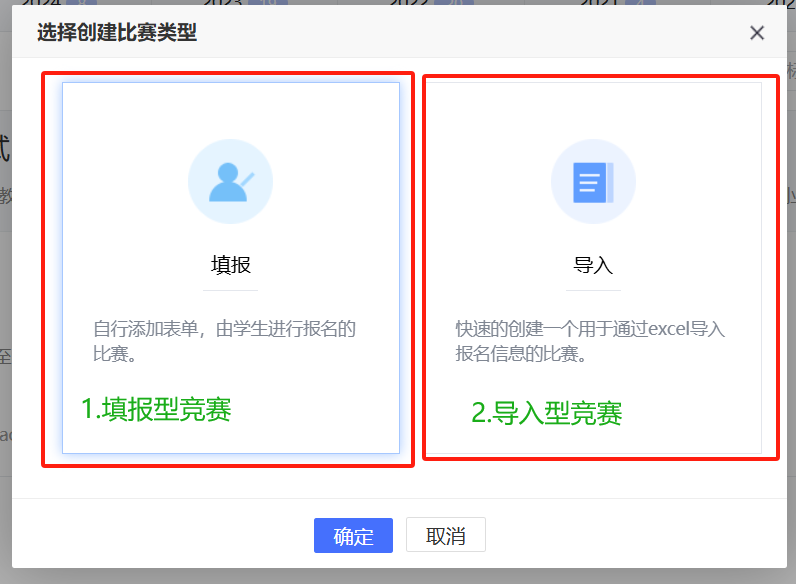 选择创建比赛类型
填报
自行添加表单，由学生进行报名的
比赛。
1.填报型竞赛
导入
快速的创建一个用于通过excel导入
报名信息的比赛。
2.导入型竞赛
确定
取消